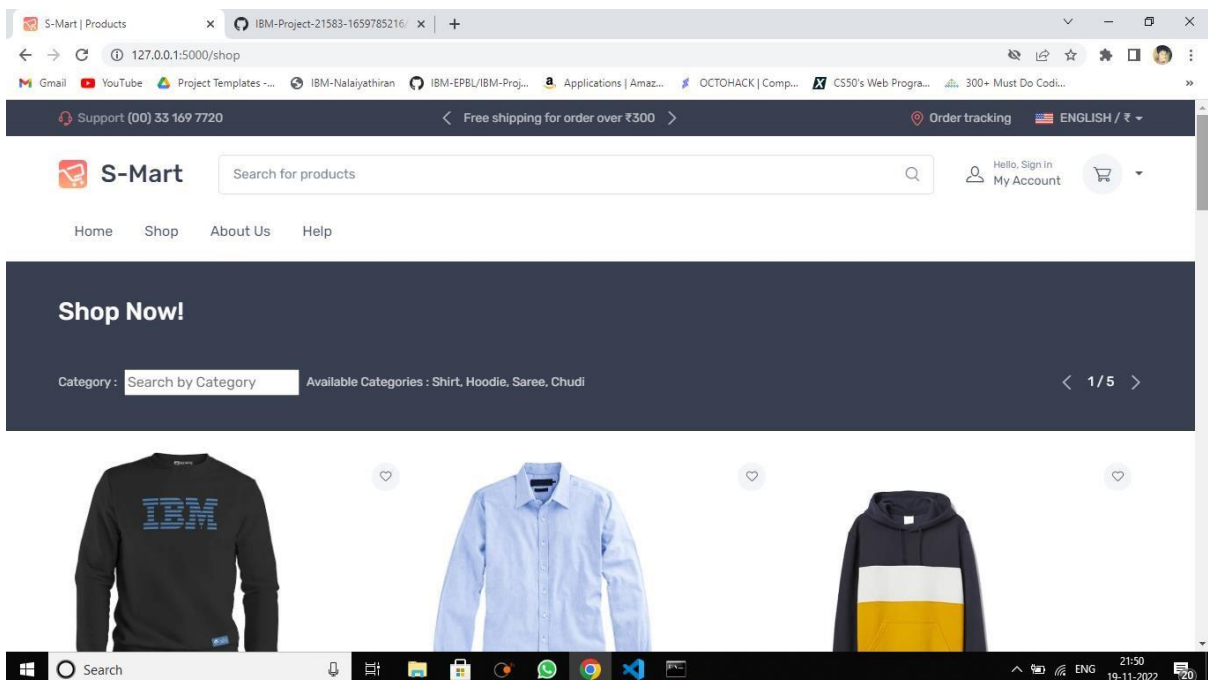 S-Mart | Products
IBM-Project-21583-1659785216/
127.0.0.1:5000/shop
Gmail YouTube Project Templates -... IBM-Nalaiyathiran IBM-EPBL/IBM-Proj... Applications | Amaz... OCTOHACK | Comp... CS50's Web Progra... 300+ Must Do Codi...
Support (00) 33 169 7720 Free shipping for order over ₹300 Order tracking ENGLISH / ₹
S-Mart Search for products
Hello, Sign in
My Account
Home Shop About Us Help
Shop Now!
Category : Search by Category Available Categories : Shirt, Hoodie, Saree, Chudi 1/5
IBM
Search
ENG
21:50
19-11-2022
20